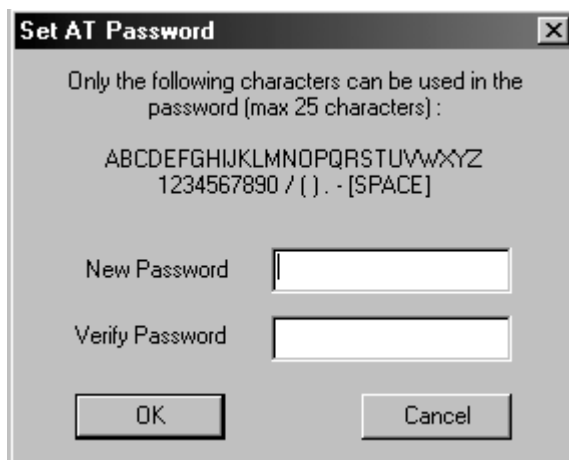 Set AT Password
Only the following characters can be used in the
password (max 25 characters) :
ABCDEFGHIJKLMNOPQRSTUVWXYZ
1234567890 / ( ) . - [SPACE]
New Password
Verify Password
OK
Cancel